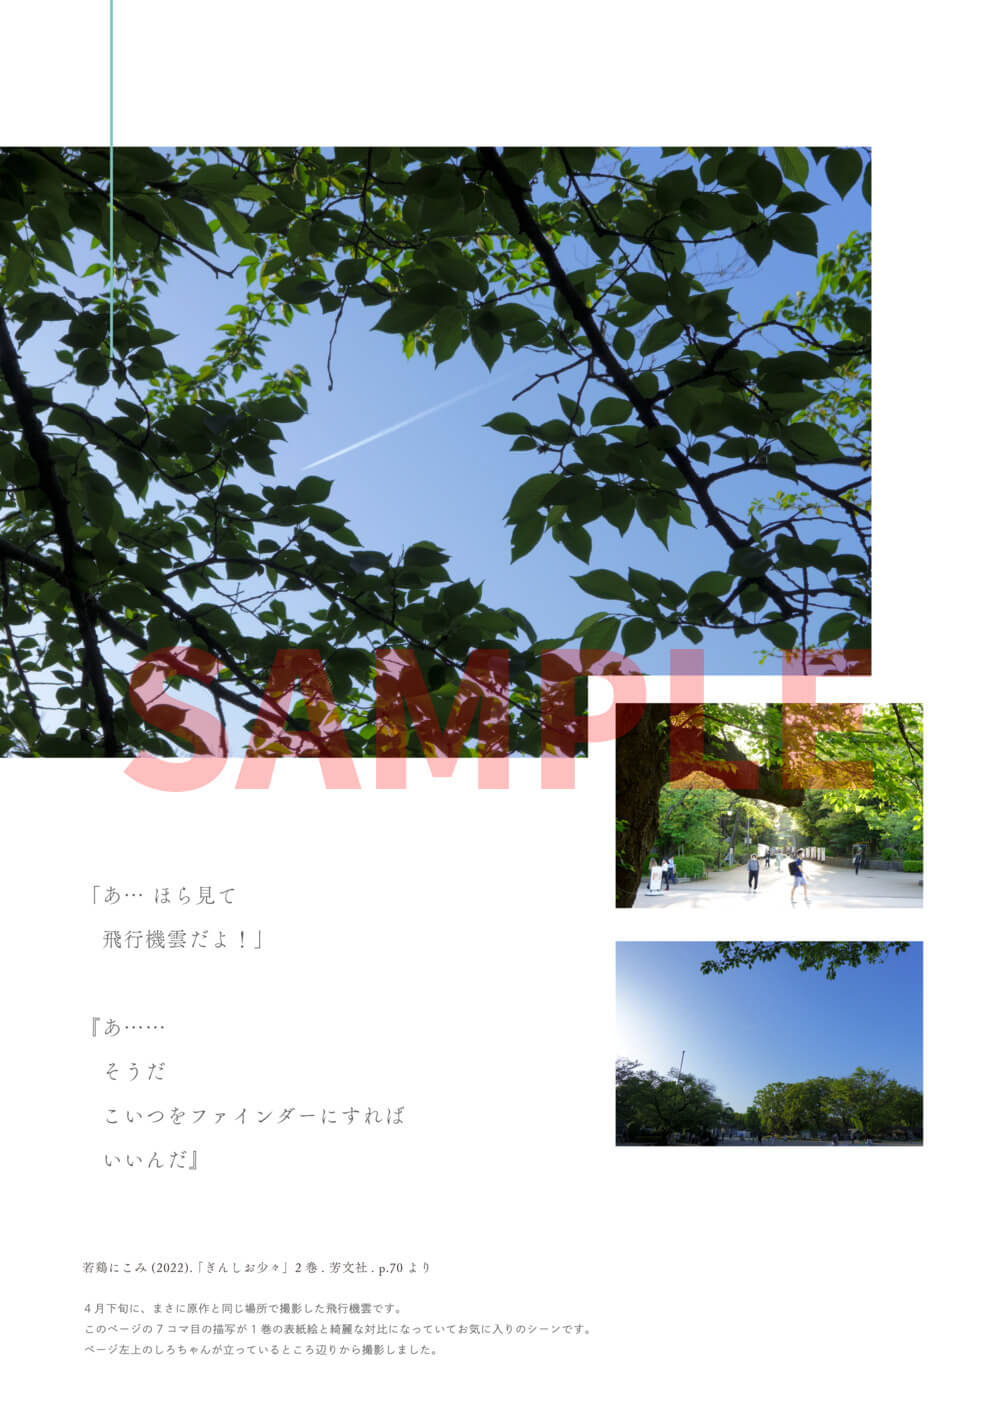 SAMPLE
「あ… ほら見て
飛行機雲だよ！」
『あ……
そうだ
こいつをファインダーにすれば
いいんだ』
若鶏にこみ (2022).「ぎんしお少々」2 巻 . 芳文社 . p.70 より
4 月下旬に、まさに原作と同じ場所で撮影した飛行機雲です。
このページの 7 コマ目の描写が 1 巻の表紙絵と綺麗な対比になっていてお気に入りのシーンです。
ページ左上のしろちゃんが立っているところ辺りから撮影しました。